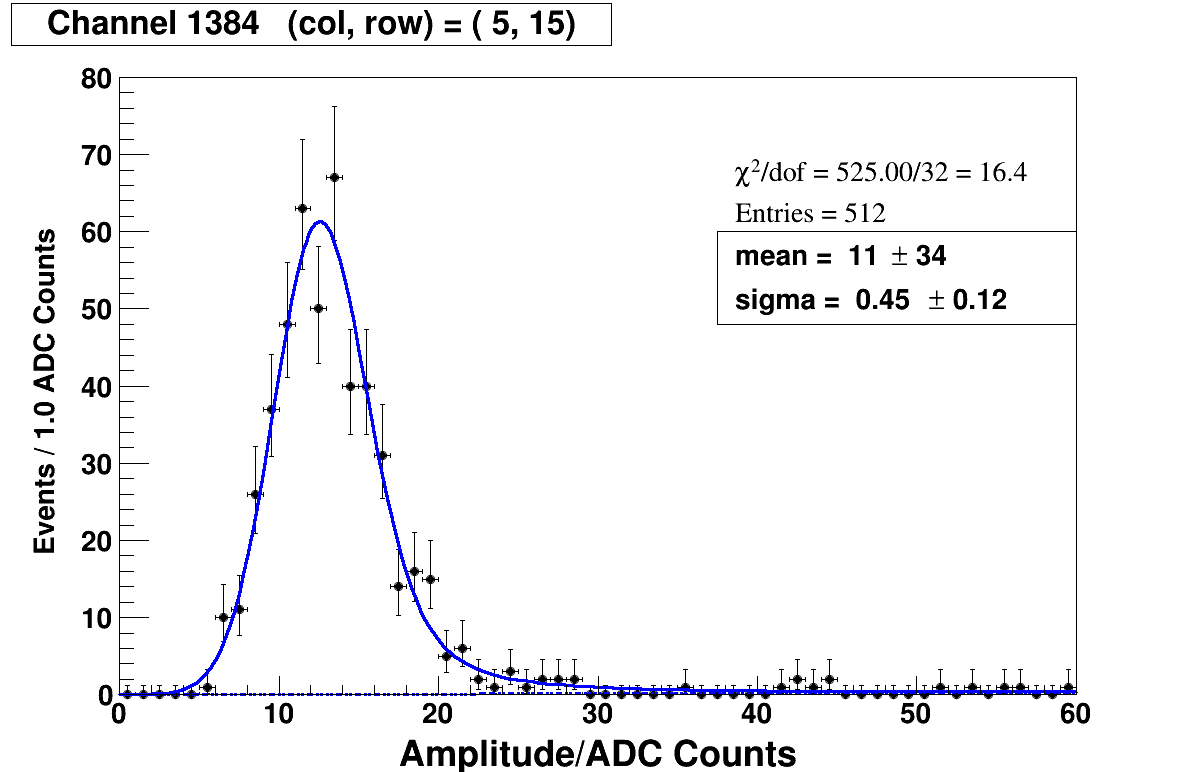 Channel 1384 (col, row) = ( 5, 15)
80
70
60
50
40
30
20
10
0
Events / 1.0 ADC Counts
χ²/dof = 525.00/32 = 16.4
Entries = 512
mean = 11 ± 34
sigma = 0.45 ± 0.12
0 10 20 30 40 50 60
Amplitude/ADC Counts